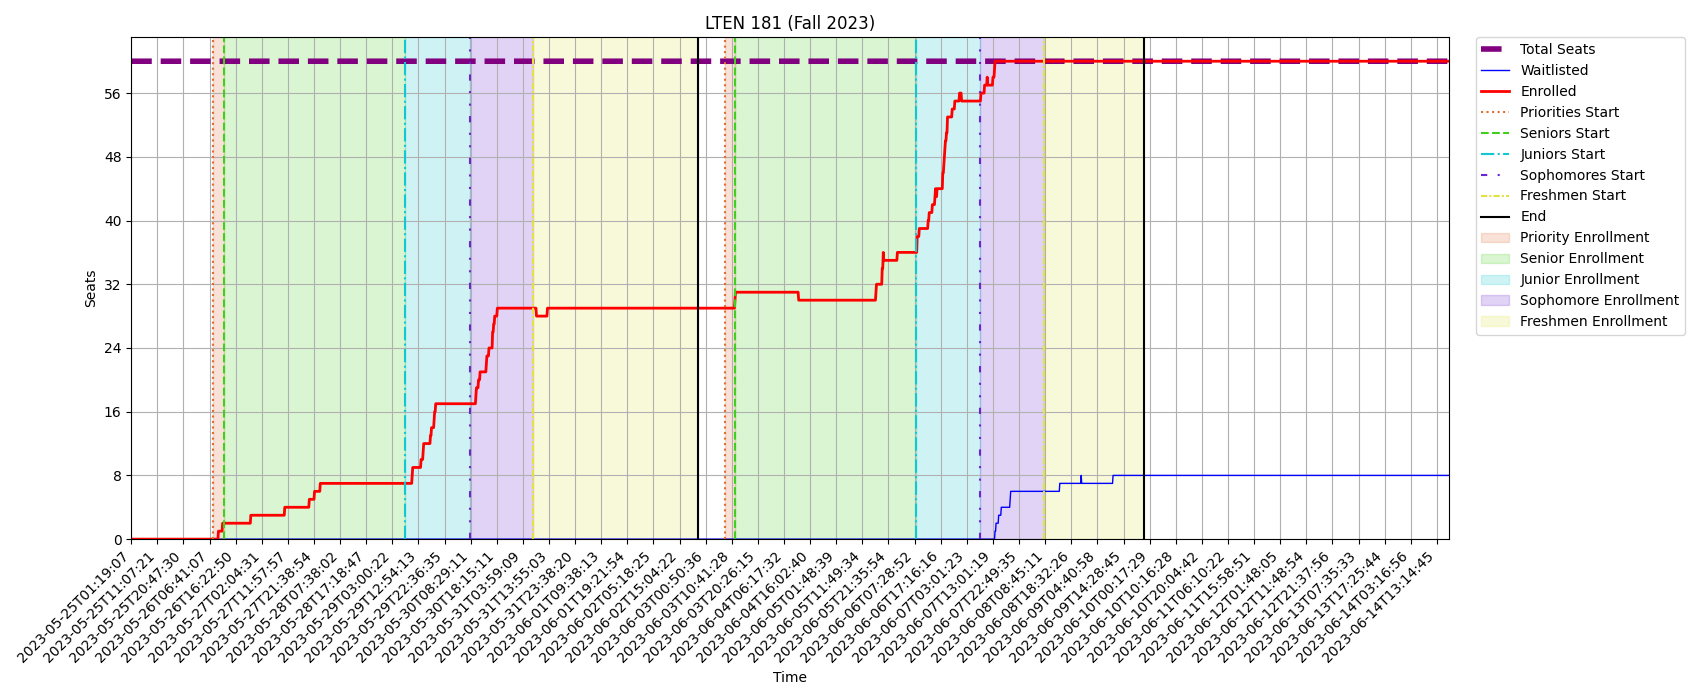 LTEN 181 (Fall 2023)
Total Seats
Waitlisted
Enrolled
Priorities Start
Seniors Start
Juniors Start
Sophomores Start
Freshmen Start
End
Priority Enrollment
Senior Enrollment
Junior Enrollment
Sophomore Enrollment
Freshmen Enrollment
Seats
56
48
40
32
24
16
8
0
2023-05-25T01:19:07
2023-05-25T11:07:21
2023-05-25T20:47:30
2023-05-26T06:41:07
2023-05-26T16:22:50
2023-05-27T02:04:31
2023-05-27T11:57:57
2023-05-27T21:38:54
2023-05-28T07:38:02
2023-05-28T17:18:47
2023-05-29T03:00:22
2023-05-29T12:54:13
2023-05-29T22:36:35
2023-05-30T08:29:11
2023-05-30T18:15:11
2023-05-31T03:59:09
2023-05-31T13:55:03
2023-05-31T23:38:20
2023-06-01T09:38:13
2023-06-01T19:21:54
2023-06-02T05:18:25
2023-06-02T15:04:22
2023-06-03T00:50:36
2023-06-03T10:41:28
2023-06-03T20:26:15
2023-06-04T06:17:32
2023-06-04T16:02:40
2023-06-05T01:48:39
2023-06-05T11:49:34
2023-06-05T21:35:54
2023-06-06T07:28:52
2023-06-06T17:16:16
2023-06-07T03:01:23
2023-06-07T13:01:19
2023-06-07T22:49:35
2023-06-08T08:45:11
2023-06-08T18:32:26
2023-06-09T04:40:58
2023-06-09T14:28:45
2023-06-10T00:17:29
2023-06-10T10:16:28
2023-06-10T20:04:42
2023-06-11T06:10:22
2023-06-11T15:58:51
2023-06-12T01:48:05
2023-06-12T11:48:54
2023-06-12T21:37:56
2023-06-13T07:35:33
2023-06-13T17:25:44
2023-06-14T03:16:56
2023-06-14T13:14:45
Time